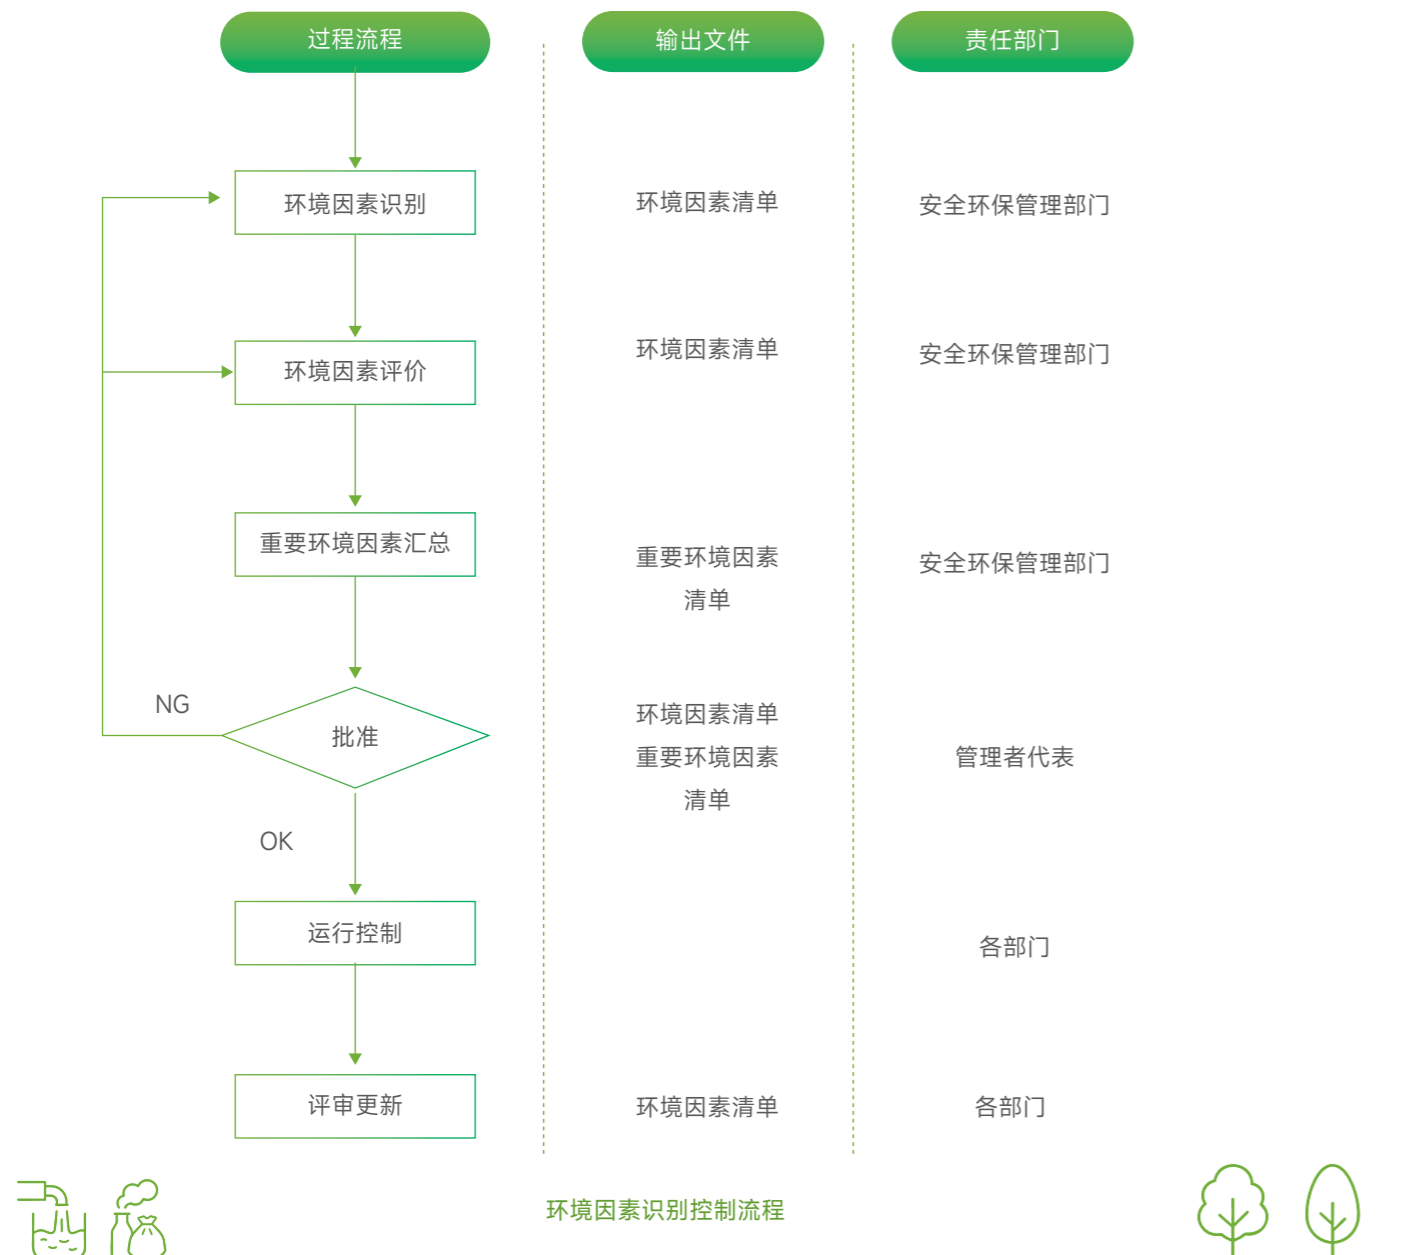 过程流程
输出文件
责任部门
环境因素识别
环境因素清单
安全环保管理部门
环境因素评价
环境因素清单
安全环保管理部门
重要环境因素汇总
重要环境因素
清单
安全环保管理部门
NG
批准
环境因素清单
重要环境因素
清单
管理者代表
OK
运行控制
各部门
评审更新
环境因素清单
各部门
环境因素识别控制流程